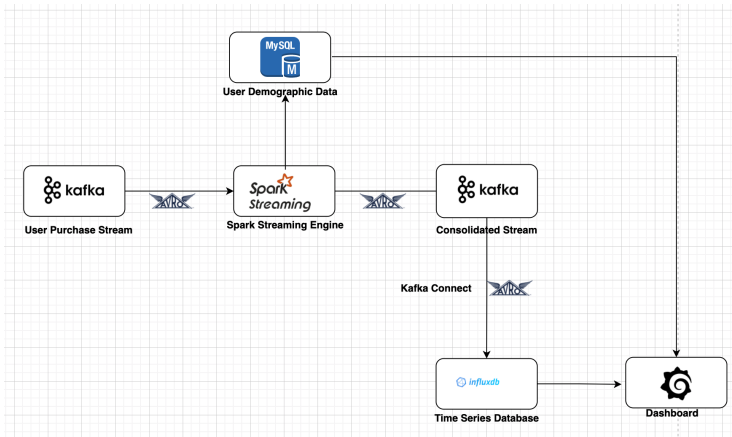 MySQL
M
User Demographic Data
kafka
User Purchase Stream
AVRO
Spark
Streaming
Spark Streaming Engine
AVRO
kafka
Consolidated Stream
Kafka Connect
AVRO
influxdb
Time Series Database
Dashboard